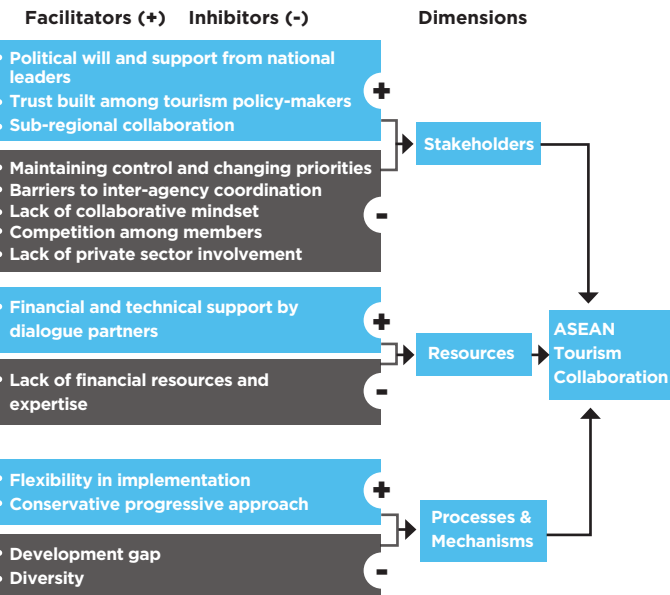 Facilitators (+) Inhibitors (-) Dimensions
• Political will and support from national
leaders
• Trust built among tourism policy-makers
• Sub-regional collaboration
+
• Maintaining control and changing priorities
• Barriers to inter-agency coordination
• Lack of collaborative mindset
• Competition among members
• Lack of private sector involvement
-
Stakeholders
• Financial and technical support by
dialogue partners
+
• Lack of financial resources and
expertise
-
Resources
ASEAN
Tourism
Collaboration
• Flexibility in implementation
• Conservative progressive approach
+
• Development gap
• Diversity
-
Processes &
Mechanisms